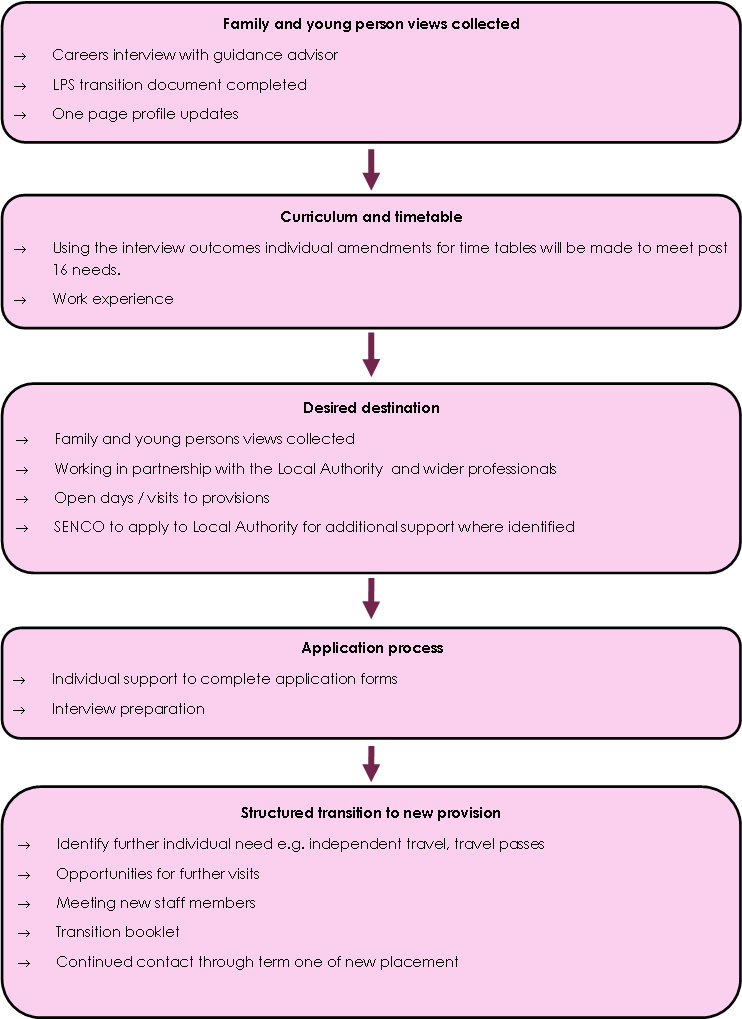 Family and young person views collected
→ Careers interview with guidance advisor
→ LPS transition document completed
→ One page profile updates
Curriculum and timetable
→ Using the interview outcomes individual amendments for time tables will be made to meet post
16 needs.
→ Work experience
Desired destination
→ Family and young persons views collected
→ Working in partnership with the Local Authority  and wider professionals
→ Open days / visits to provisions
→ SENCO to apply to Local Authority for additional support where identified
Application process
→ Individual support to complete application forms
→ Interview preparation
Structured transition to new provision
→ Identify further individual need e.g. independent travel, travel passes
→ Opportunities for further visits
→ Meeting new staff members
→ Transition booklet
→ Continued contact through term one of new placement